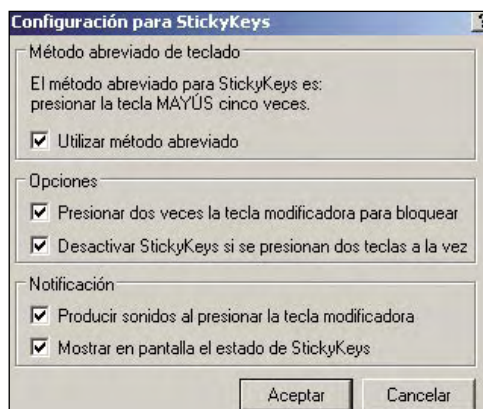 Configuración para StickyKeys ?
Método abreviado de teclado
El método abreviado para StickyKeys es:
presionar la tecla MAYÚS cinco veces.
Utilizar método abreviado
Opciones
Presionar dos veces la tecla modificadora para bloquear
Desactivar StickyKeys si se presionan dos teclas a la vez
Notificación
Producir sonidos al presionar la tecla modificadora
Mostrar en pantalla el estado de StickyKeys
Aceptar Cancelar